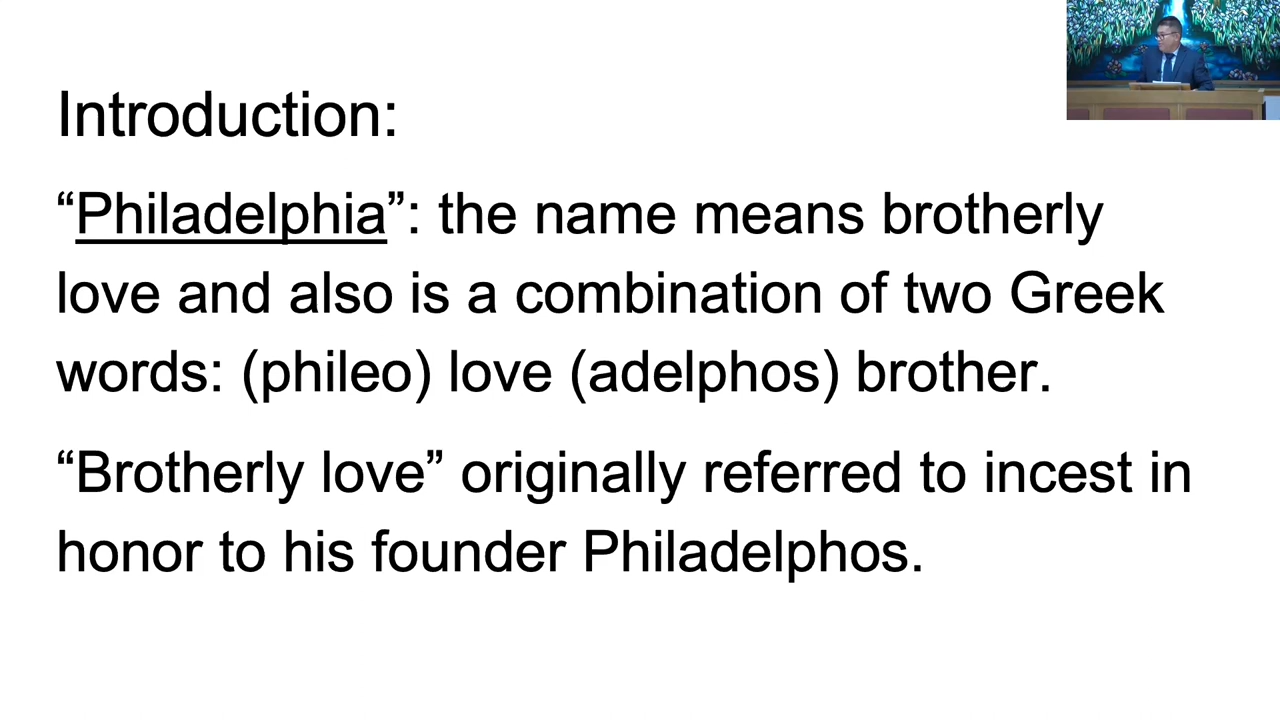 Introduction:
“Philadelphia”: the name means brotherly
love and also is a combination of two Greek
words: (phileo) love (adelphos) brother.
“Brotherly love” originally referred to incest in
honor to his founder Philadelphos.